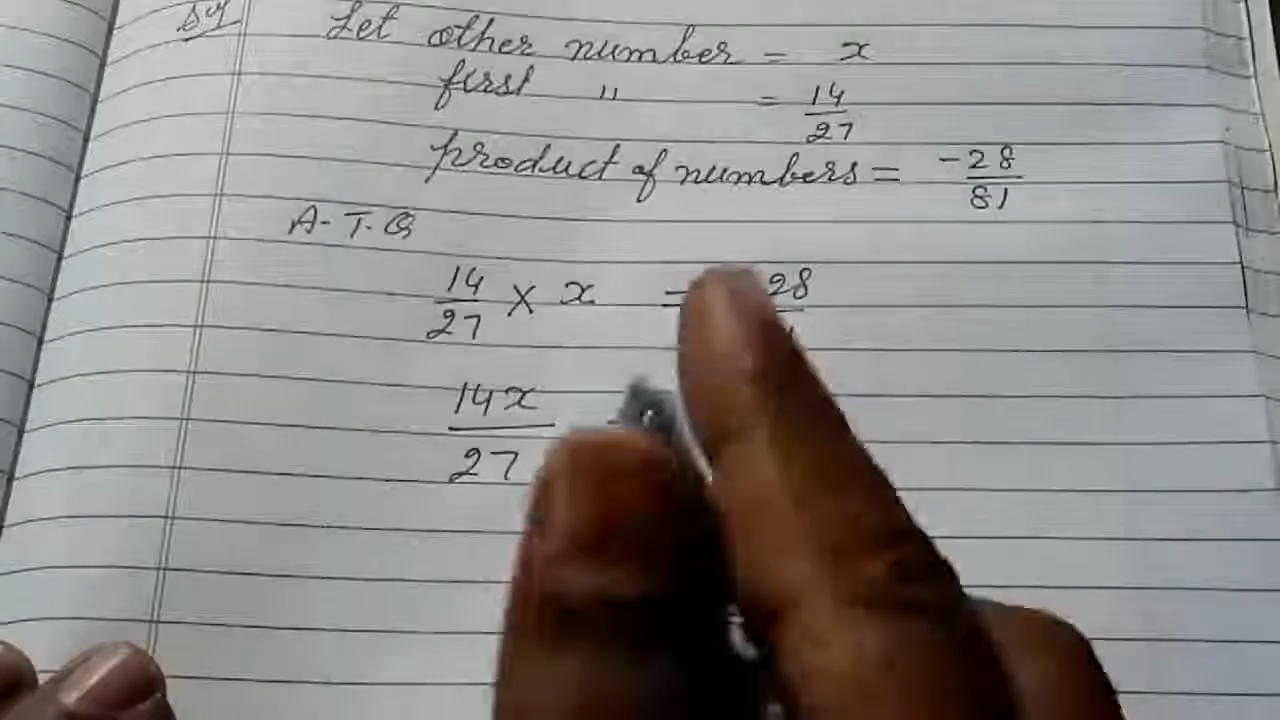 Sol
Let other number = x
first " = 14/27
product of numbers = -28/81
A-T-Q
14/27 × x = 28
14x/27